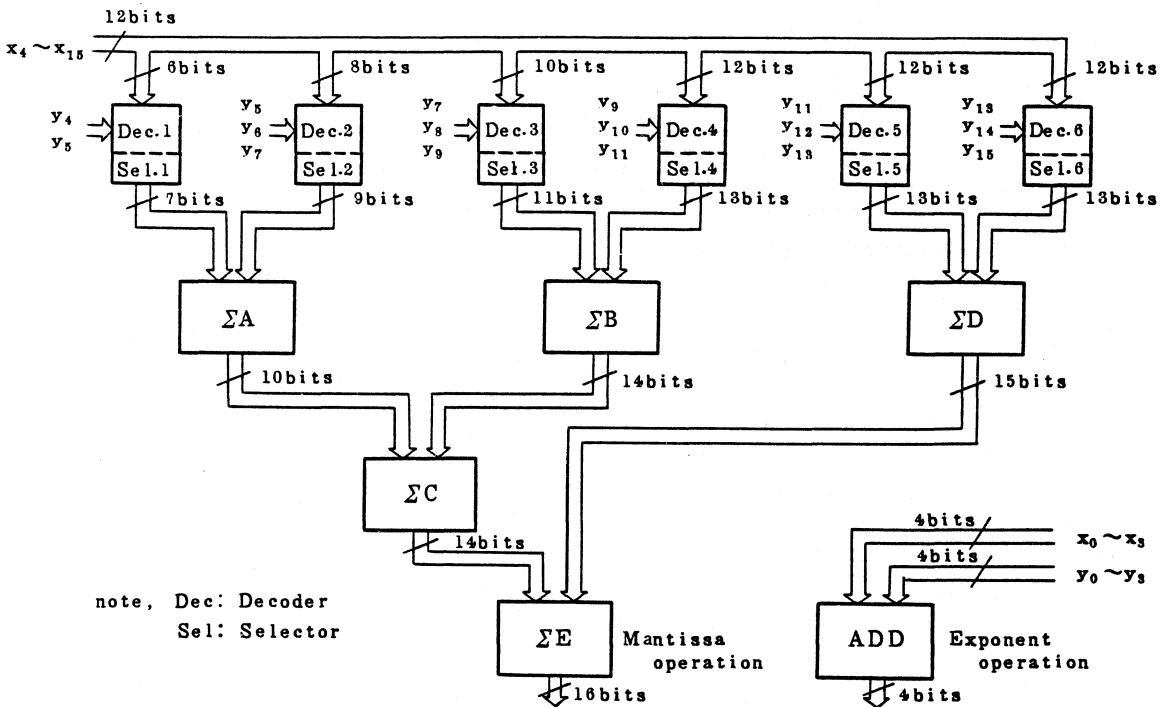 12bits
x₄~x₁₅
6bits 8bits 10bits 12bits 12bits 12bits
y₄
y₅
Dec.1
Sel.1
y₅
y₆
y₇
Dec.2
Sel.2
y₇
y₈
y₉
Dec.3
Sel.3
y₉
y₁₀
y₁₁
Dec.4
Sel.4
y₁₁
y₁₂
y₁₃
Dec.5
Sel.5
y₁₃
y₁₄
y₁₅
Dec.6
Sel.6
7bits 9bits 11bits 13bits 13bits 13bits
ΣA ΣB ΣD
10bits 14bits 15bits
ΣC
14bits
4bits
x₀~x₃
4bits
y₀~y₃
note, Dec: Decoder
Sel: Selector
ΣE
Mantissa
operation
ADD
Exponent
operation
16bits 4bits